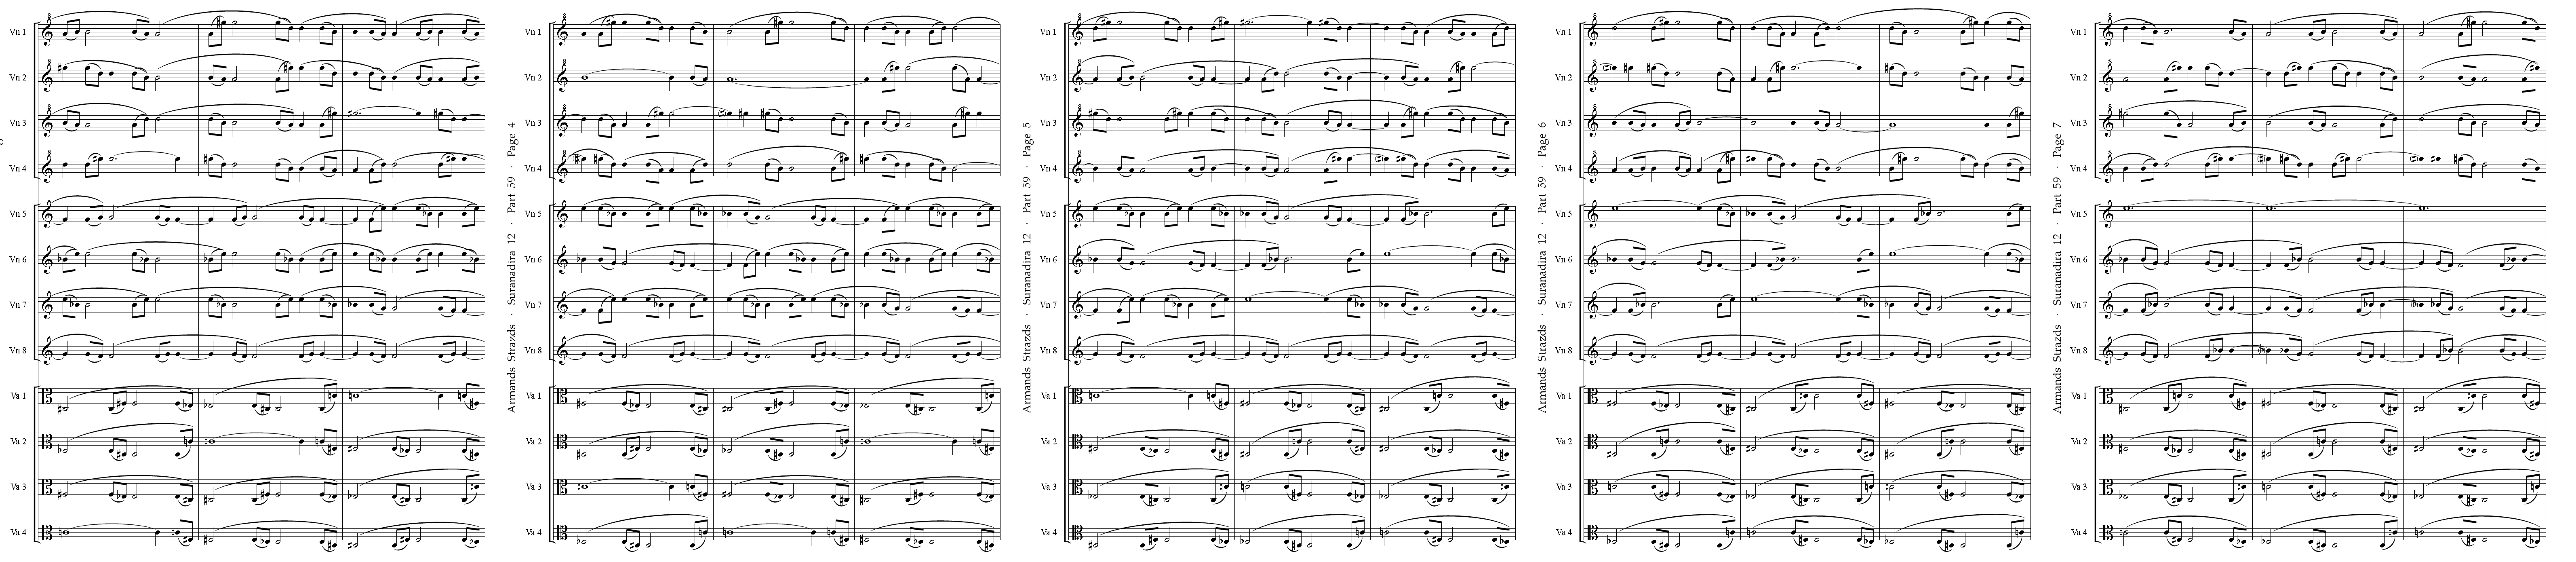 Vn 1
Vn 2
Vn 3
Vn 4
Vn 5
Vn 6
Vn 7
Vn 8
Va 1
Va 2
Va 3
Va 4
Armands Strazds · Suranadira 12 · Part 59 · Page 4
Vn 1
Vn 2
Vn 3
Vn 4
Vn 5
Vn 6
Vn 7
Vn 8
Va 1
Va 2
Va 3
Va 4
Armands Strazds · Suranadira 12 · Part 59 · Page 5
Vn 1
Vn 2
Vn 3
Vn 4
Vn 5
Vn 6
Vn 7
Vn 8
Va 1
Va 2
Va 3
Va 4
Armands Strazds · Suranadira 12 · Part 59 · Page 6
Vn 1
Vn 2
Vn 3
Vn 4
Vn 5
Vn 6
Vn 7
Vn 8
Va 1
Va 2
Va 3
Va 4
Armands Strazds · Suranadira 12 · Part 59 · Page 7
Vn 1
Vn 2
Vn 3
Vn 4
Vn 5
Vn 6
Vn 7
Vn 8
Va 1
Va 2
Va 3
Va 4